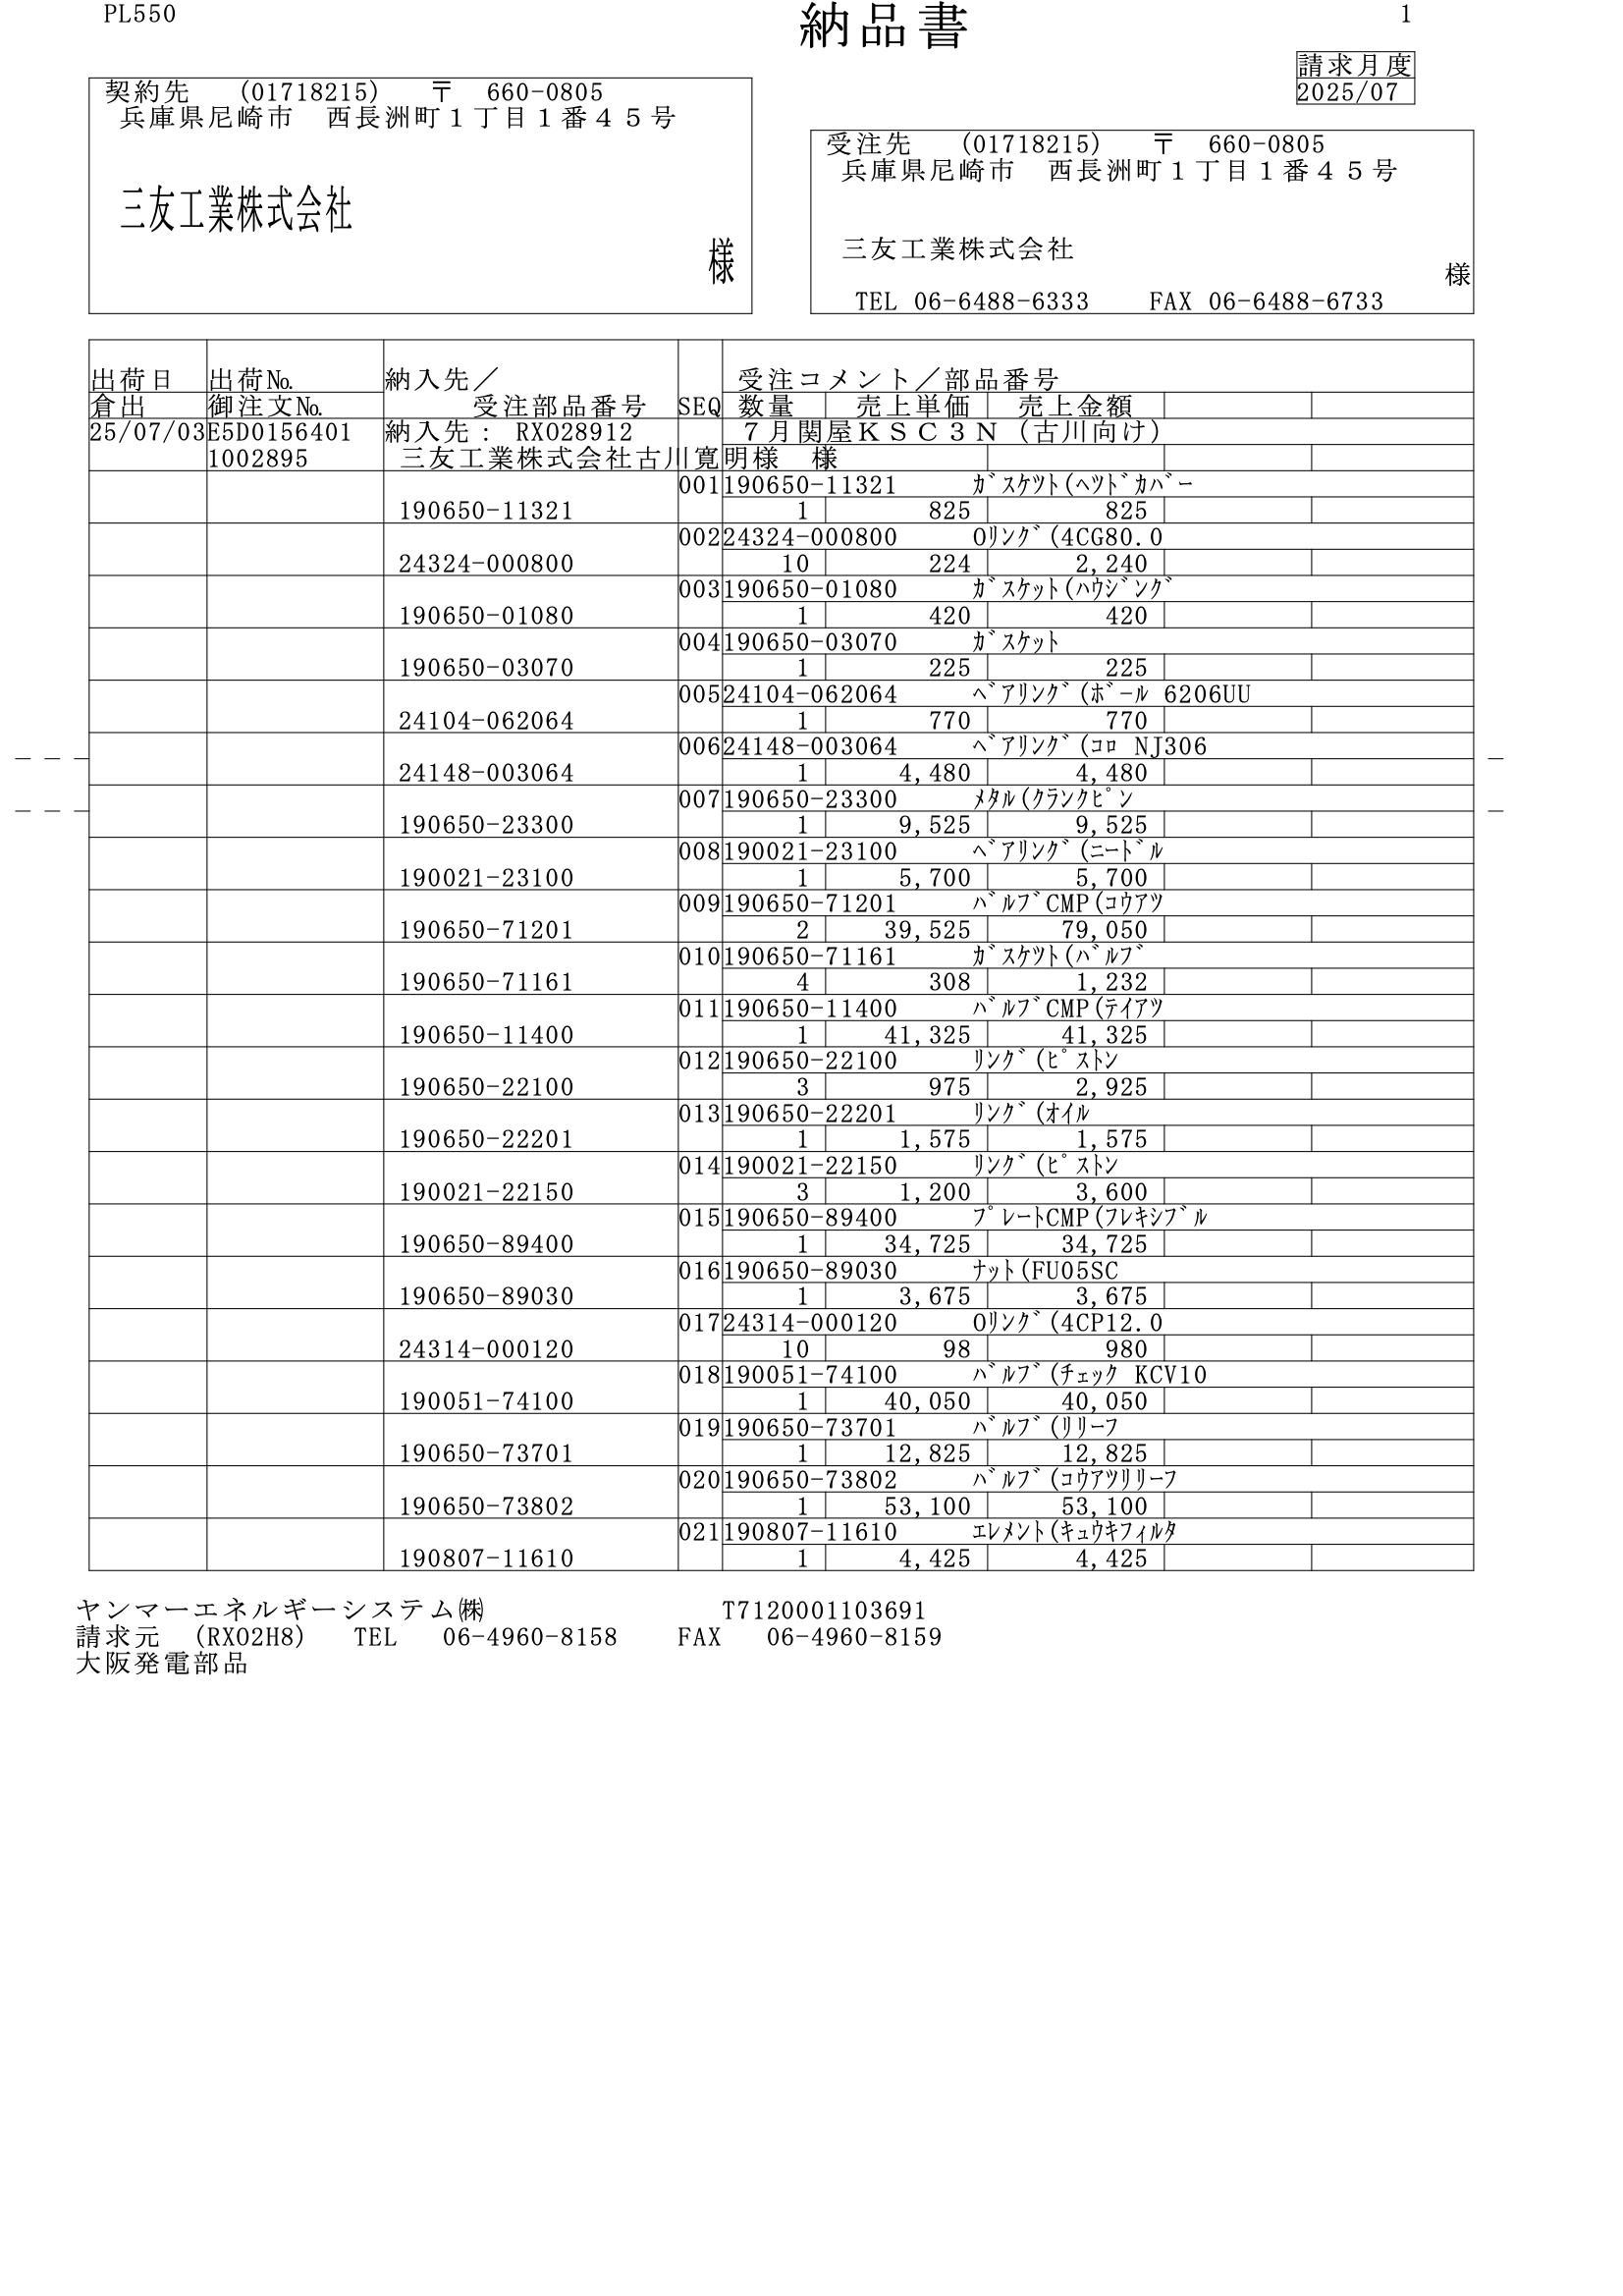 PL550 納品書 1
請求月度
2025/07
契約先 (01718215) 〒 660-0805
兵庫県尼崎市 西長洲町１丁目１番４５号
三友工業株式会社
様
受注先 (01718215) 〒 660-0805
兵庫県尼崎市 西長洲町１丁目１番４５号
三友工業株式会社
様
TEL 06-6488-6333 FAX 06-6488-6733
出荷日 出荷№ 納入先／ 受注コメント／部品番号
倉出 御注文№ 受注部品番号 SEQ 数量 売上単価 売上金額
25/07/03 E5D0156401 納入先： RX028912 ７月関屋ＫＳＣ３Ｎ（古川向け）
1002895 三友工業株式会社古川寛明様 様
001 190650-11321 ｶﾞｽｹﾂﾄ(ﾍﾂﾄﾞｶﾊﾞｰ
190650-11321 1 825 825
002 24324-000800 Oﾘﾝｸﾞ(4CG80.0
24324-000800 10 224 2,240
003 190650-01080 ｶﾞｽｹｯﾄ(ﾊｳｼﾞﾝｸﾞ
190650-01080 1 420 420
004 190650-03070 ｶﾞｽｹｯﾄ
190650-03070 1 225 225
005 24104-062064 ﾍﾞｱﾘﾝｸﾞ(ﾎﾞｰﾙ 6206UU
24104-062064 1 770 770
006 24148-003064 ﾍﾞｱﾘﾝｸﾞ(ｺﾛ NJ306
24148-003064 1 4,480 4,480
007 190650-23300 ﾒﾀﾙ(ｸﾗﾝｸﾋﾟﾝ
190650-23300 1 9,525 9,525
008 190021-23100 ﾍﾞｱﾘﾝｸﾞ(ﾆｰﾄﾞﾙ
190021-23100 1 5,700 5,700
009 190650-71201 ﾊﾞﾙﾌﾞCMP(ｺｳｱﾂ
190650-71201 2 39,525 79,050
010 190650-71161 ｶﾞｽｹﾂﾄ(ﾊﾞﾙﾌﾞ
190650-71161 4 308 1,232
011 190650-11400 ﾊﾞﾙﾌﾞCMP(ﾃｲｱﾂ
190650-11400 1 41,325 41,325
012 190650-22100 ﾘﾝｸﾞ(ﾋﾟｽﾄﾝ
190650-22100 3 975 2,925
013 190650-22201 ﾘﾝｸﾞ(ｵｲﾙ
190650-22201 1 1,575 1,575
014 190021-22150 ﾘﾝｸﾞ(ﾋﾟｽﾄﾝ
190021-22150 3 1,200 3,600
015 190650-89400 ﾌﾟﾚｰﾄCMP(ﾌﾚｷｼﾌﾞﾙ
190650-89400 1 34,725 34,725
016 190650-89030 ﾅｯﾄ(FU05SC
190650-89030 1 3,675 3,675
017 24314-000120 Oﾘﾝｸﾞ(4CP12.0
24314-000120 10 98 980
018 190051-74100 ﾊﾞﾙﾌﾞ(ﾁｪｯｸ KCV10
190051-74100 1 40,050 40,050
019 190650-73701 ﾊﾞﾙﾌﾞ(ﾘﾘｰﾌ
190650-73701 1 12,825 12,825
020 190650-73802 ﾊﾞﾙﾌﾞ(ｺｳｱﾂﾘﾘｰﾌ
190650-73802 1 53,100 53,100
021 190807-11610 ｴﾚﾒﾝﾄ(ｷｭｳｷﾌｨﾙﾀ
190807-11610 1 4,425 4,425
ヤンマーエネルギーシステム㈱ T7120001103691
請求元 (RX02H8) TEL 06-4960-8158 FAX 06-4960-8159
大阪発電部品